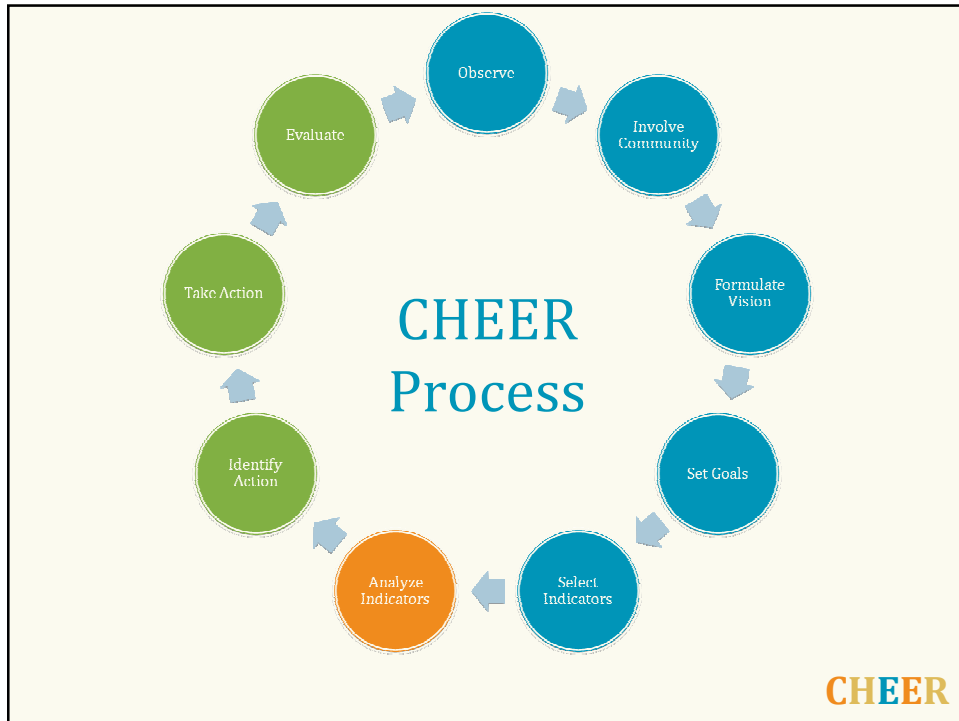 Observe
Involve
Community
Formulate
Vision
Set Goals
Select
Indicators
Analyze
Indicators
Identify
Action
Take Action
Evaluate
CHEER
Process
CHEER